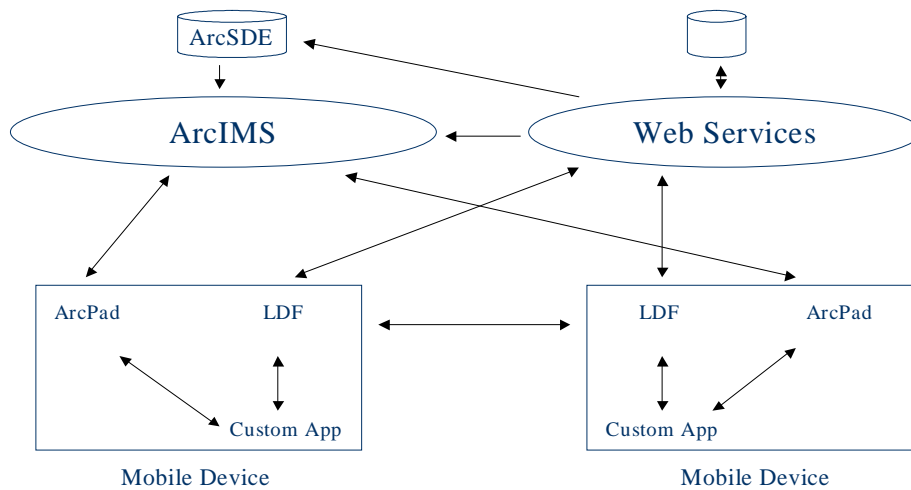 ArcSDE
ArcIMS
Web Services
ArcPad
LDF
LDF
ArcPad
Custom App
Custom App
Mobile Device
Mobile Device